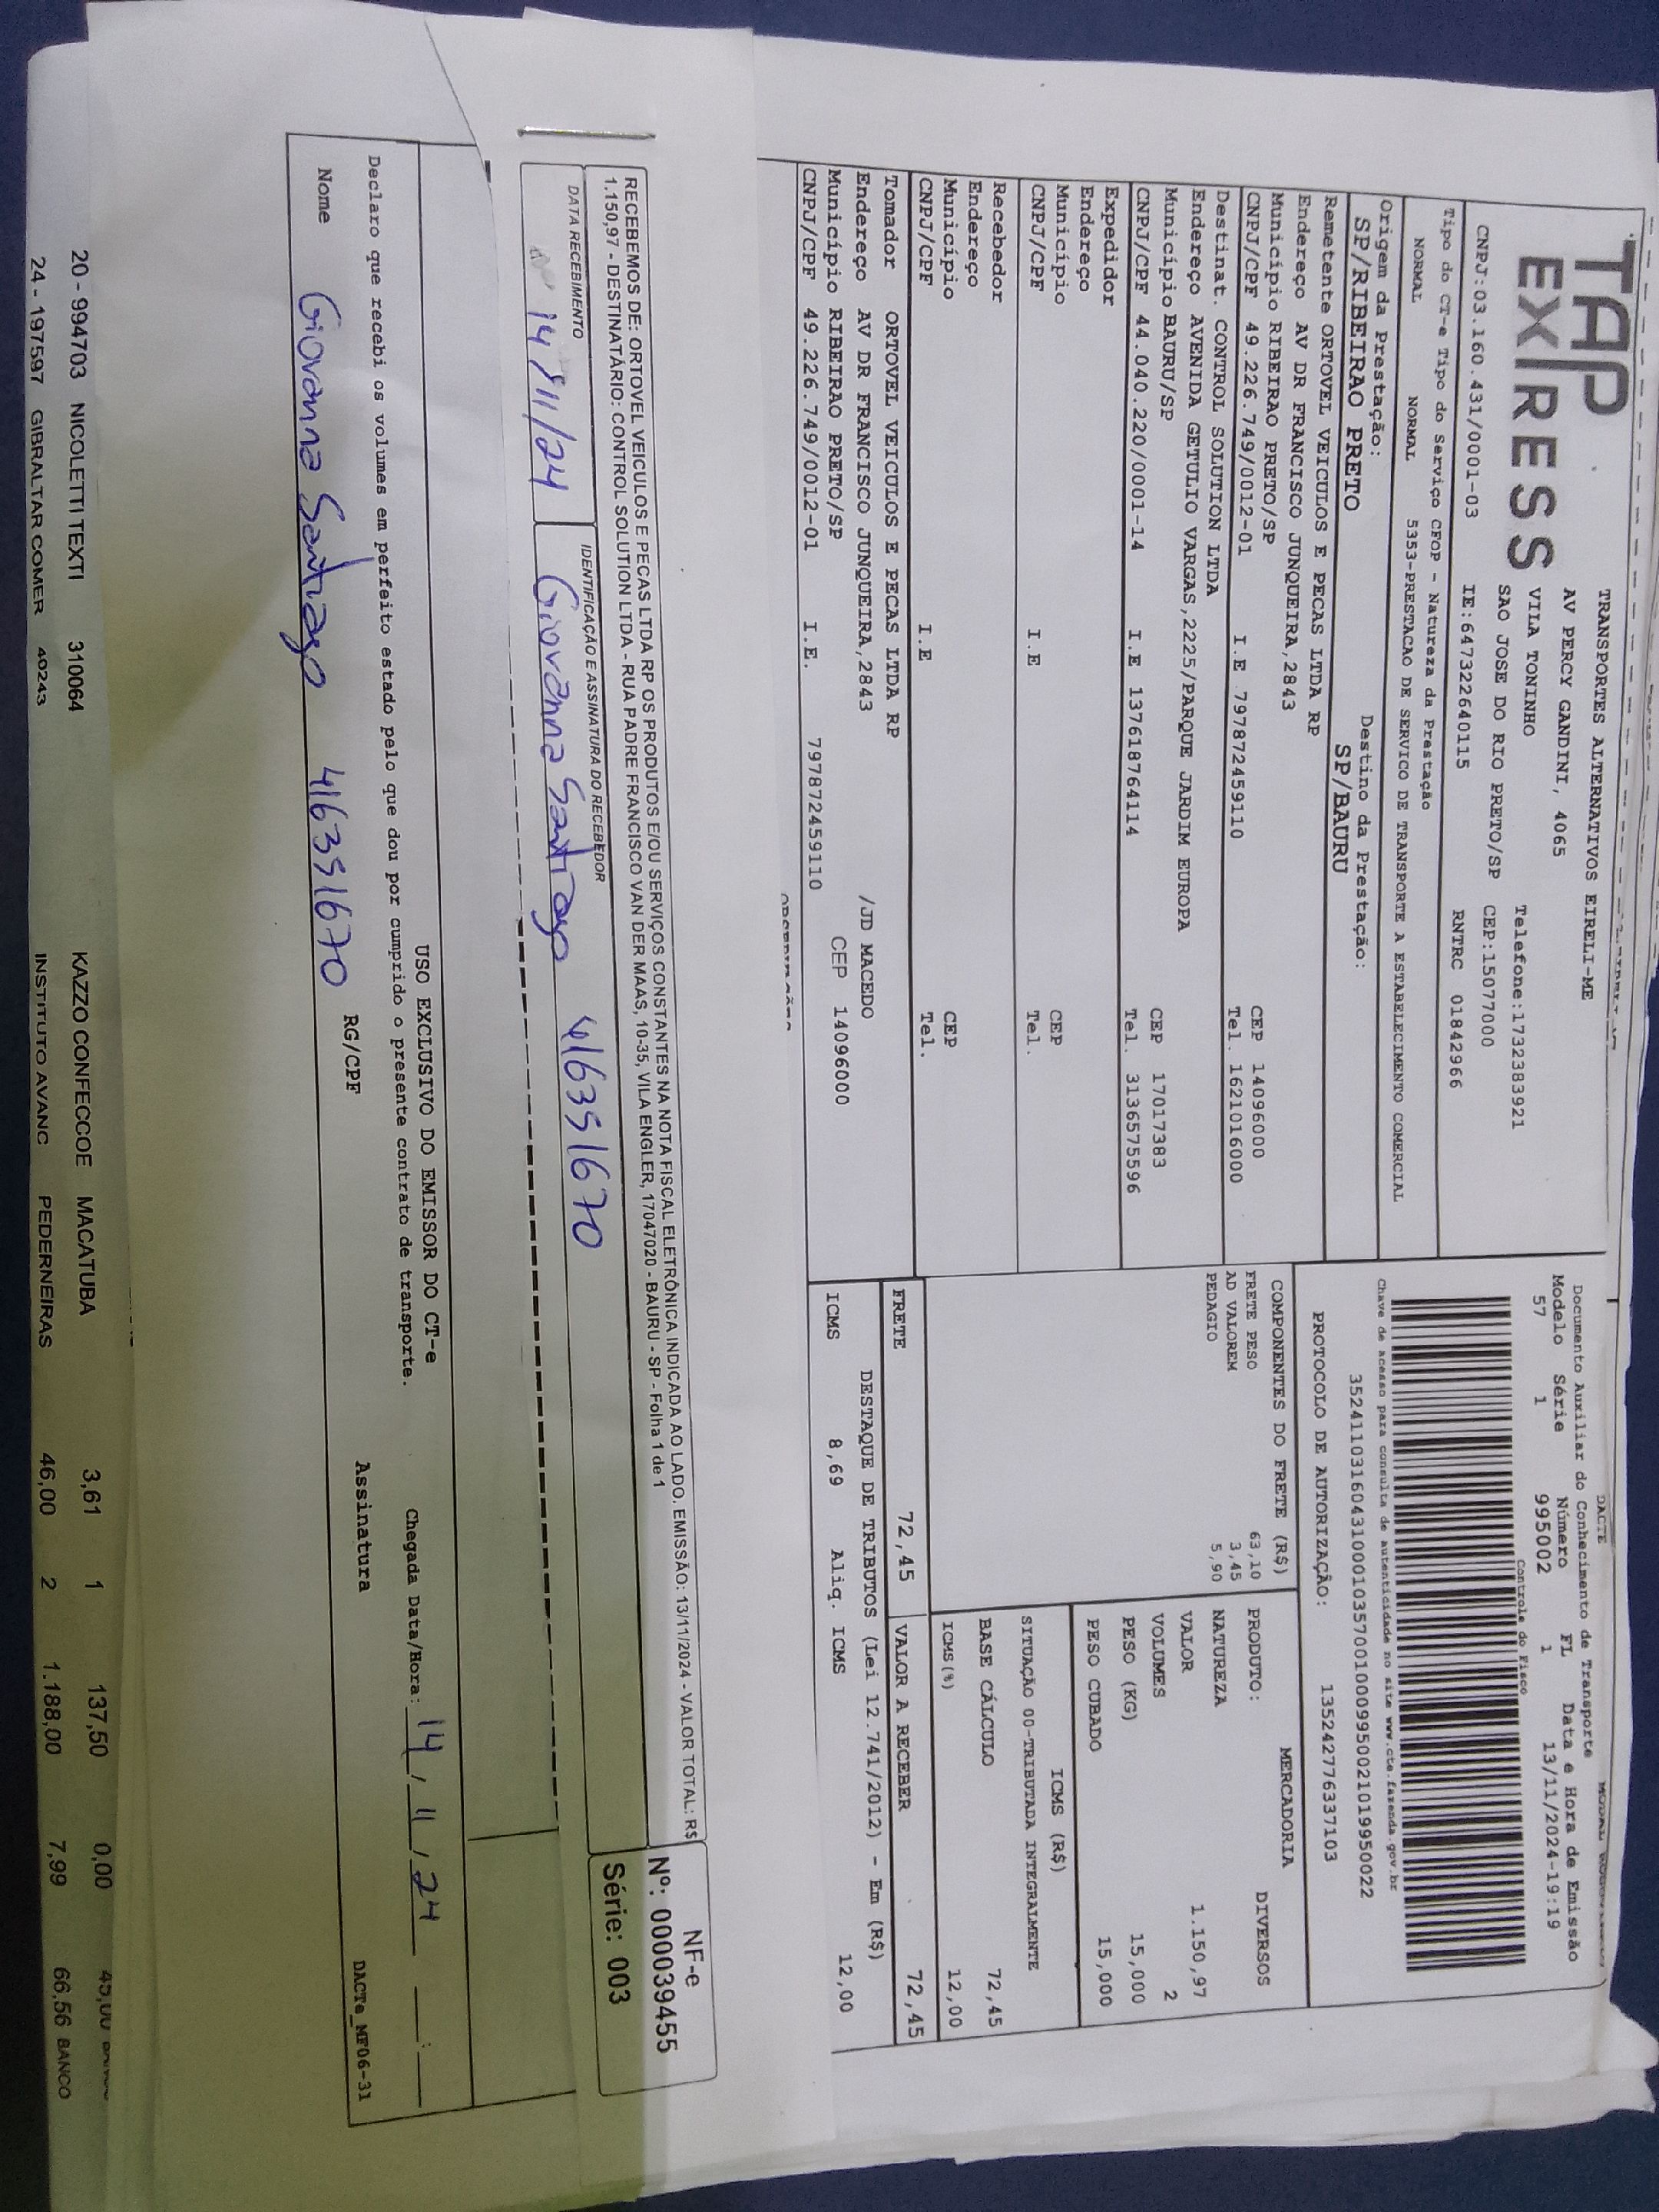 TAP
EXPRESS
TRANSPORTES ALTERNATIVOS EIRELI-ME
AV PERCY GANDINI, 4065
VILA TONINHO Telefone:1732383921
SAO JOSE DO RIO PRETO/SP CEP:15077000
CNPJ:03.160.431/0001-03 IE:647322640115 RNTRC 01842966
Tipo do CT-e Tipo do Serviço CFOP - Natureza da Prestação
NORMAL NORMAL 5353-PRESTACAO DE SERVICO DE TRANSPORTE A ESTABELECIMENTO COMERCIAL
Origem da Prestação: Destino da Prestação:
SP/RIBEIRAO PRETO SP/BAURU
Remetente ORTOVEL VEICULOS E PECAS LTDA RP
Endereço AV DR FRANCISCO JUNQUEIRA,2843
Município RIBEIRAO PRETO/SP CEP 14096000
CNPJ/CPF 49.226.749/0012-01 I.E 797872459110 Tel. 1621016000
Destinat. CONTROL SOLUTION LTDA
Endereço AVENIDA GETULIO VARGAS,2225/PARQUE JARDIM EUROPA
Município BAURU/SP CEP 17017383
CNPJ/CPF 44.040.220/0001-14 I.E 137618764114 Tel. 3136575596
Expedidor
Endereço
Município CEP
CNPJ/CPF I.E Tel.
Recebedor
Endereço
Município CEP
CNPJ/CPF I.E Tel.
Tomador ORTOVEL VEICULOS E PECAS LTDA RP
Endereço AV DR FRANCISCO JUNQUEIRA,2843 /JD MACEDO
Município RIBEIRAO PRETO/SP CEP 14096000
CNPJ/CPF 49.226.749/0012-01 I.E. 797872459110
DACTE
Documento Auxiliar do Conhecimento de Transporte
Modelo Série Número FL Data e Hora de Emissão
57 1 995002 1 13/11/2024-19:19
Controle do Fisco
Chave de acesso para consulta de autenticidade no site www.cte.fazenda.gov.br
35241103160431000103570010009950021019950022
PROTOCOLO DE AUTORIZAÇÃO: 135242776337103
COMPONENTES DO FRETE (R$)
FRETE PESO 63,10
AD VALOREM 3,45
PEDAGIO 5,90
MERCADORIA
PRODUTO: DIVERSOS
NATUREZA
VALOR 1.150,97
VOLUMES 2
PESO (KG) 15,000
PESO CUBADO 15,000
ICMS (R$)
SITUAÇÃO 00-TRIBUTADA INTEGRALMENTE
BASE CÁLCULO 72,45
ICMS(%) 12,00
FRETE 72,45 VALOR A RECEBER 72,45
DESTAQUE DE TRIBUTOS (Lei 12.741/2012) - Em (R$)
ICMS 8,69 Aliq. ICMS 12,00
RECEBEMOS DE: ORTOVEL VEICULOS E PECAS LTDA RP OS PRODUTOS E/OU SERVIÇOS CONSTANTES NA NOTA FISCAL ELETRÔNICA INDICADA AO LADO. EMISSÃO: 13/11/2024 - VALOR TOTAL: R$
1.150,97 - DESTINATÁRIO: CONTROL SOLUTION LTDA - RUA PADRE FRANCISCO VAN DER MAAS, 10-35, VILA ENGLER, 17047020 - BAURU - SP - Folha 1 de 1
NF-e
Nº: 000039455
Série: 003
DATA RECEBIMENTO IDENTIFICAÇÃO E ASSINATURA DO RECEBEDOR
14/11/24 Giovanna Santiago 416351670
USO EXCLUSIVO DO EMISSOR DO CT-e
Declaro que recebi os volumes em perfeito estado pelo que dou por cumprido o presente contrato de transporte. Chegada Data/Hora: 14/11/24 :
Nome Giovanna Santiago 416351670 RG/CPF Assinatura
DACTe_MF06-31
20 - 994703 NICOLETTI TEXTI 310064 KAZZO CONFECCOE MACATUBA 3,61 1 137,50 0,00 45,00
24 - 197597 GIBRALTAR COMER 40243 INSTITUTO AVANC PEDERNEIRAS 46,00 2 1.188,00 7,99 66,56 BANCO